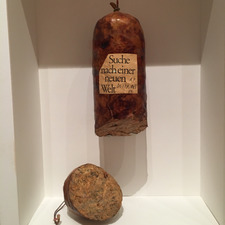 Suche
nach einer
neuen
Welt